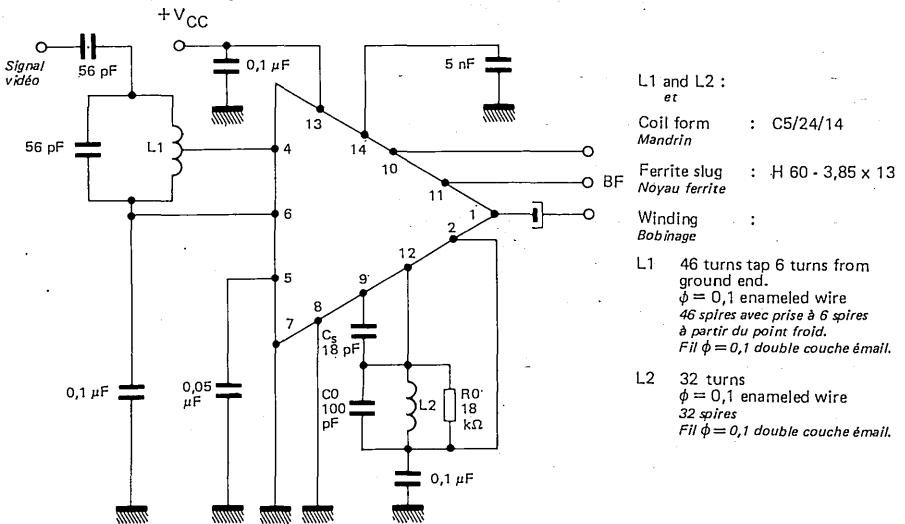 +VCC
Signal
vidéo
56 pF
0,1 µF
5 nF
13
14
10
11
BF
56 pF
L1
4
6
1
2
12
5
9
8
7
Cs
18 pF
0,1 µF
0,05
µF
C0
100
pF
L2
R0
18
kΩ
0,1 µF
L1 and L2 :
et
Coil form : C5/24/14
Mandrin
Ferrite slug : H 60 - 3,85 x 13
Noyau ferrite
Winding :
Bobinage
L1 46 turns tap 6 turns from
ground end.
ϕ = 0,1 enameled wire
46 spires avec prise à 6 spires
à partir du point froid.
Fil ϕ = 0,1 double couche émail.
L2 32 turns
ϕ = 0,1 enameled wire
32 spires
Fil ϕ = 0,1 double couche émail.